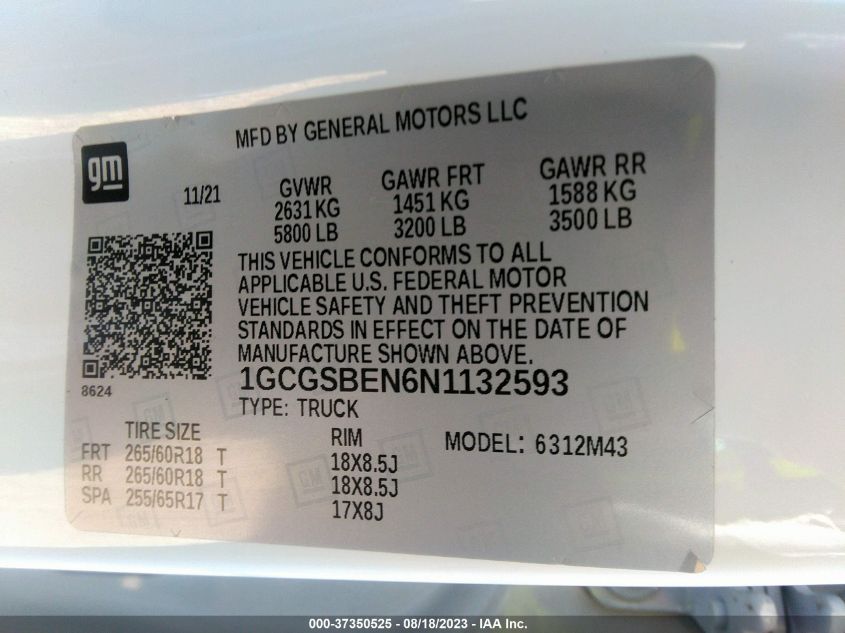 MFD BY GENERAL MOTORS LLC
gm
11/21
GVWR GAWR FRT GAWR RR
2631 KG 1451 KG 1588 KG
5800 LB 3200 LB 3500 LB
THIS VEHICLE CONFORMS TO ALL
APPLICABLE U.S. FEDERAL MOTOR
VEHICLE SAFETY AND THEFT PREVENTION
STANDARDS IN EFFECT ON THE DATE OF
MANUFACTURE SHOWN ABOVE.
1GCGSBEN6N1132593
8624
TYPE: TRUCK
TIRE SIZE RIM MODEL: 6312M43
FRT 265/60R18 T 18X8.5J
RR 265/60R18 T 18X8.5J
SPA 255/65R17 T 17X8J
GM
GM
GM
GM
000-37350525 - 08/18/2023 - IAA Inc.